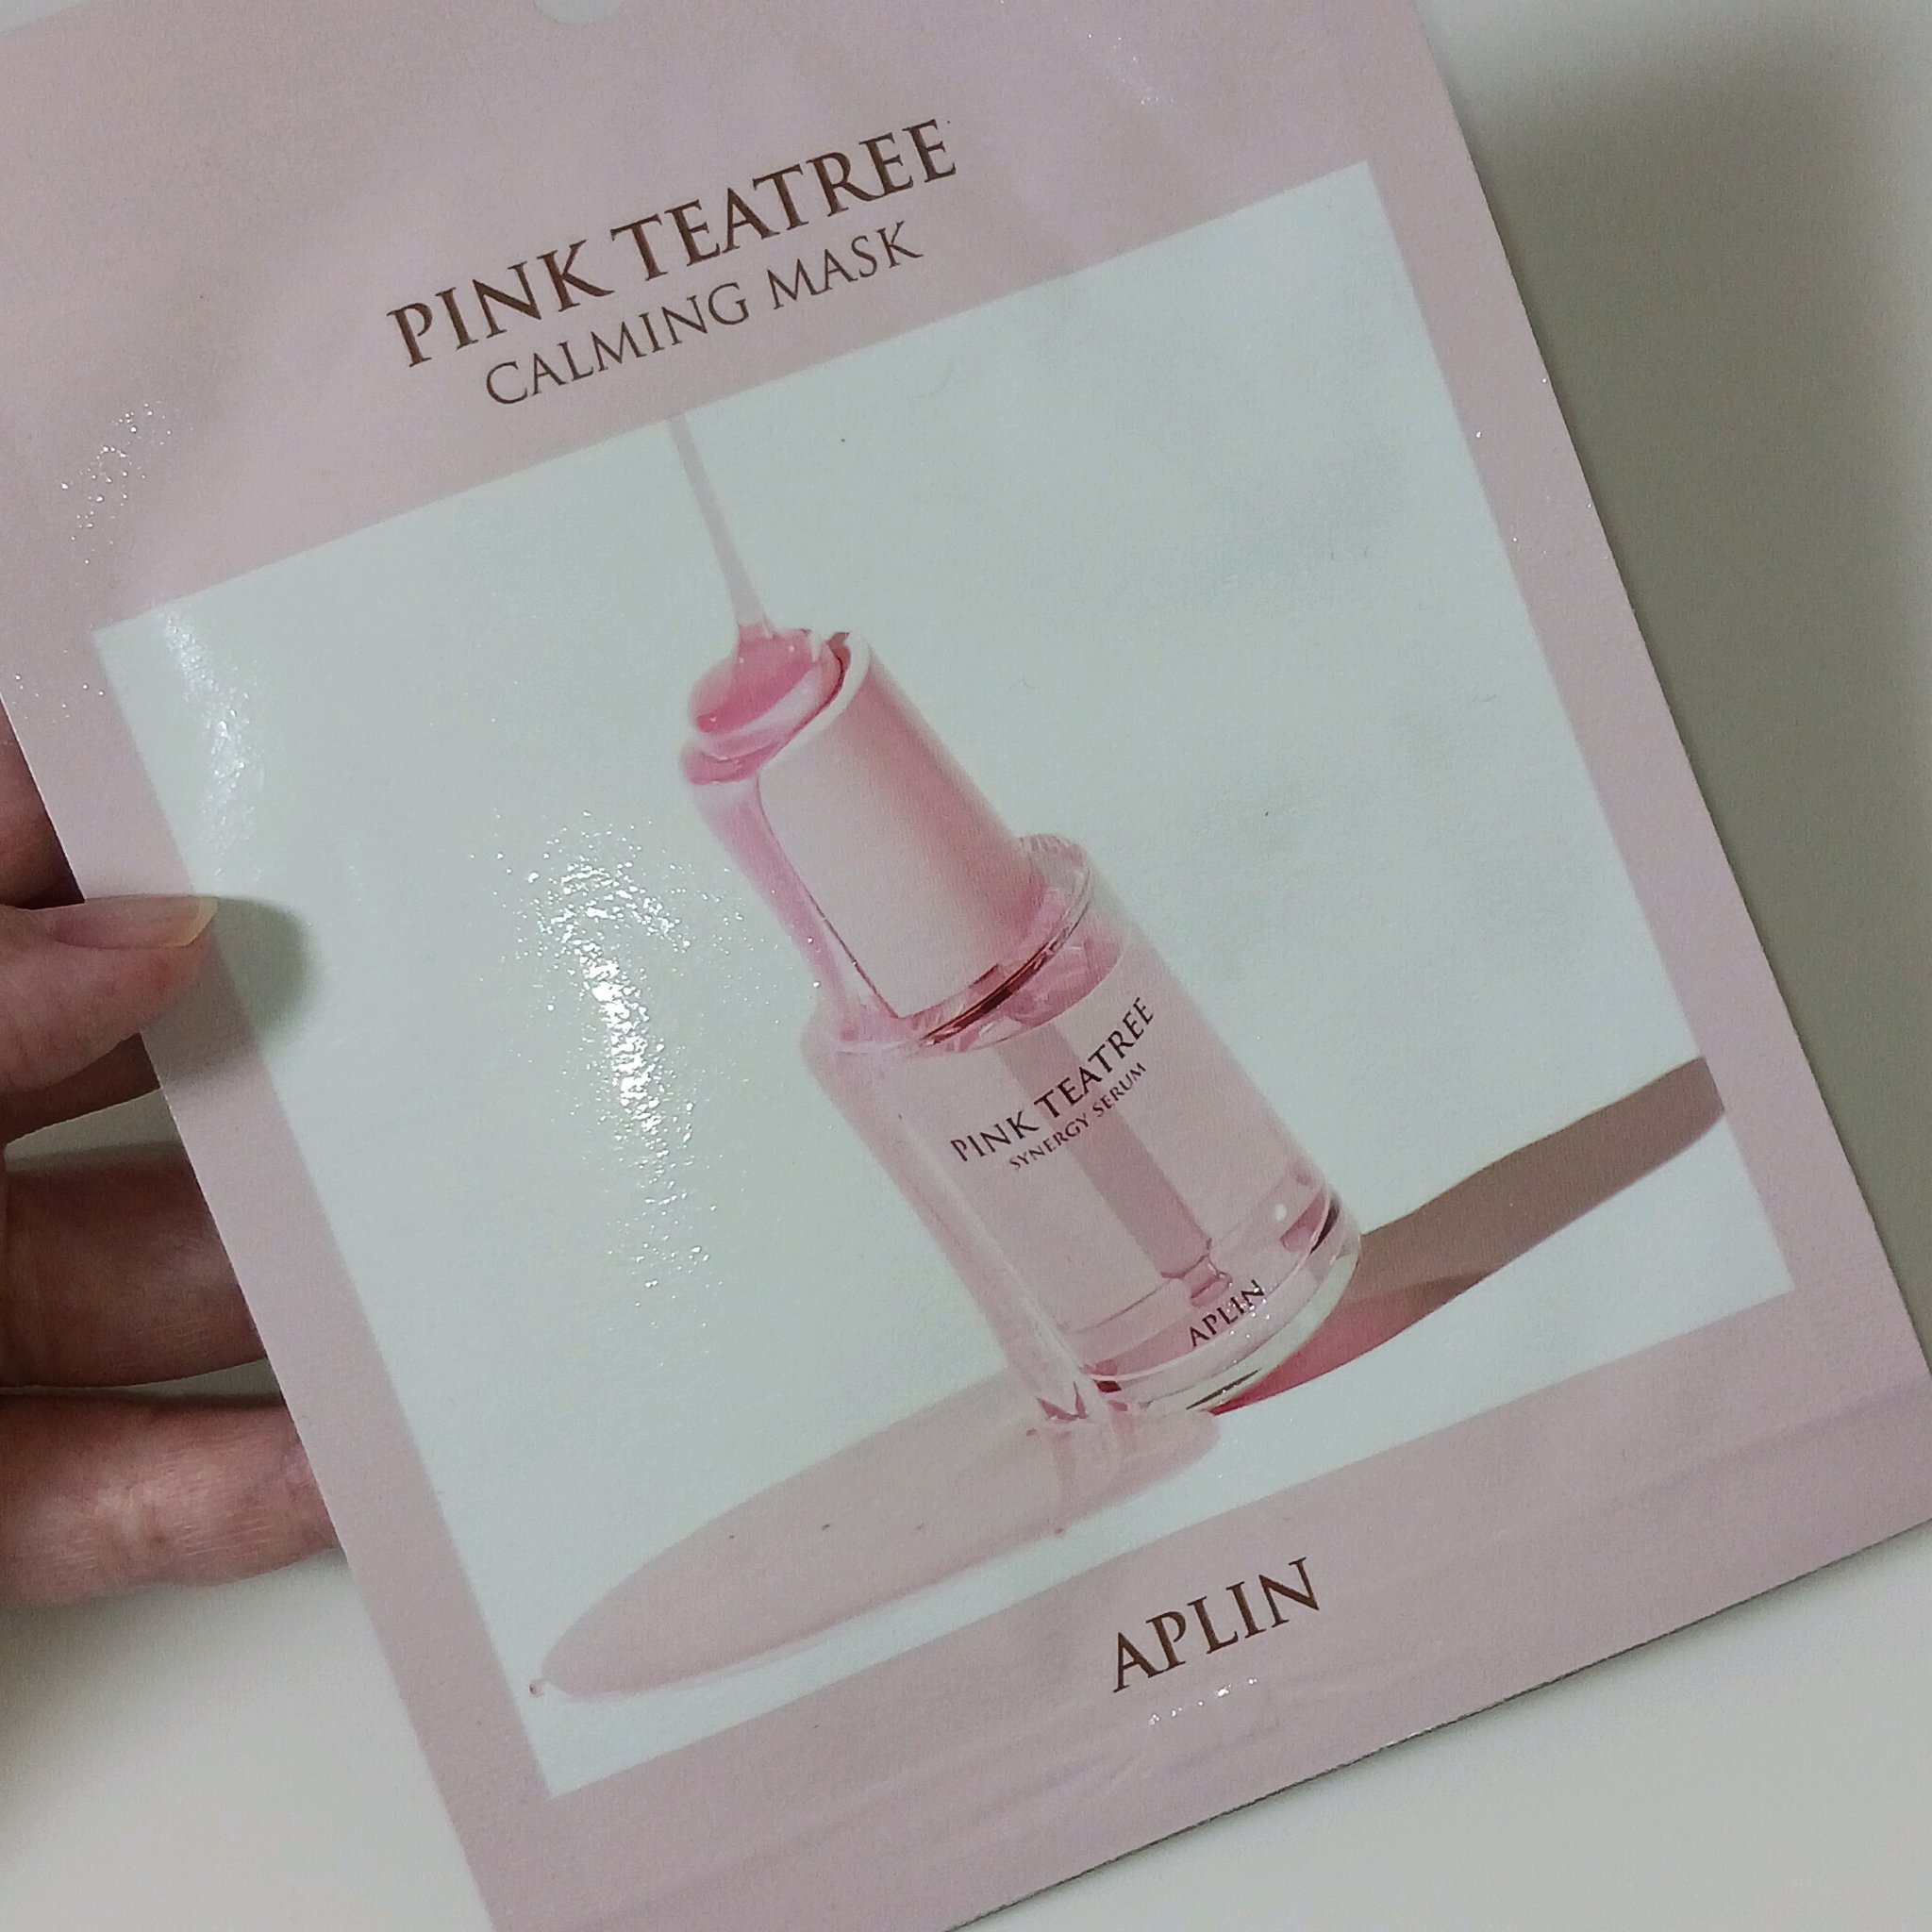 PINK TEATREE
CALMING MASK
PINK TEATREE
SYNERGY SERUM
APLIN
APLIN